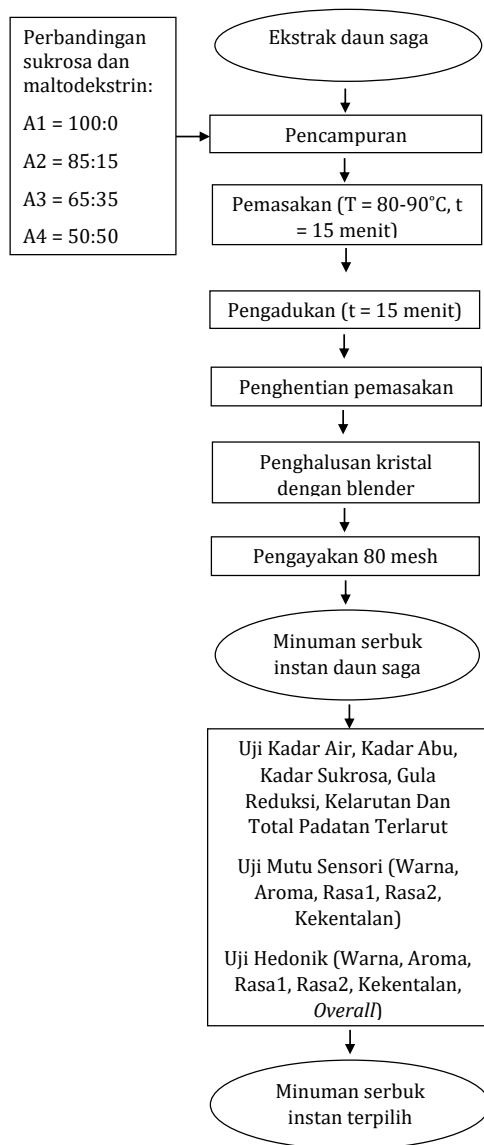 Perbandingan
sukrosa dan
maltodekstrin:
A1 = 100:0
A2 = 85:15
A3 = 65:35
A4 = 50:50
Ekstrak daun saga
Pencampuran
Pemasakan (T = 80-90°C, t
= 15 menit)
Pengadukan (t = 15 menit)
Penghentian pemasakan
Penghalusan kristal
dengan blender
Pengayakan 80 mesh
Minuman serbuk
instan daun saga
Uji Kadar Air, Kadar Abu,
Kadar Sukrosa, Gula
Reduksi, Kelarutan Dan
Total Padatan Terlarut
Uji Mutu Sensori (Warna,
Aroma, Rasa1, Rasa2,
Kekentalan)
Uji Hedonik (Warna, Aroma,
Rasa1, Rasa2, Kekentalan,
Overall)
Minuman serbuk
instan terpilih